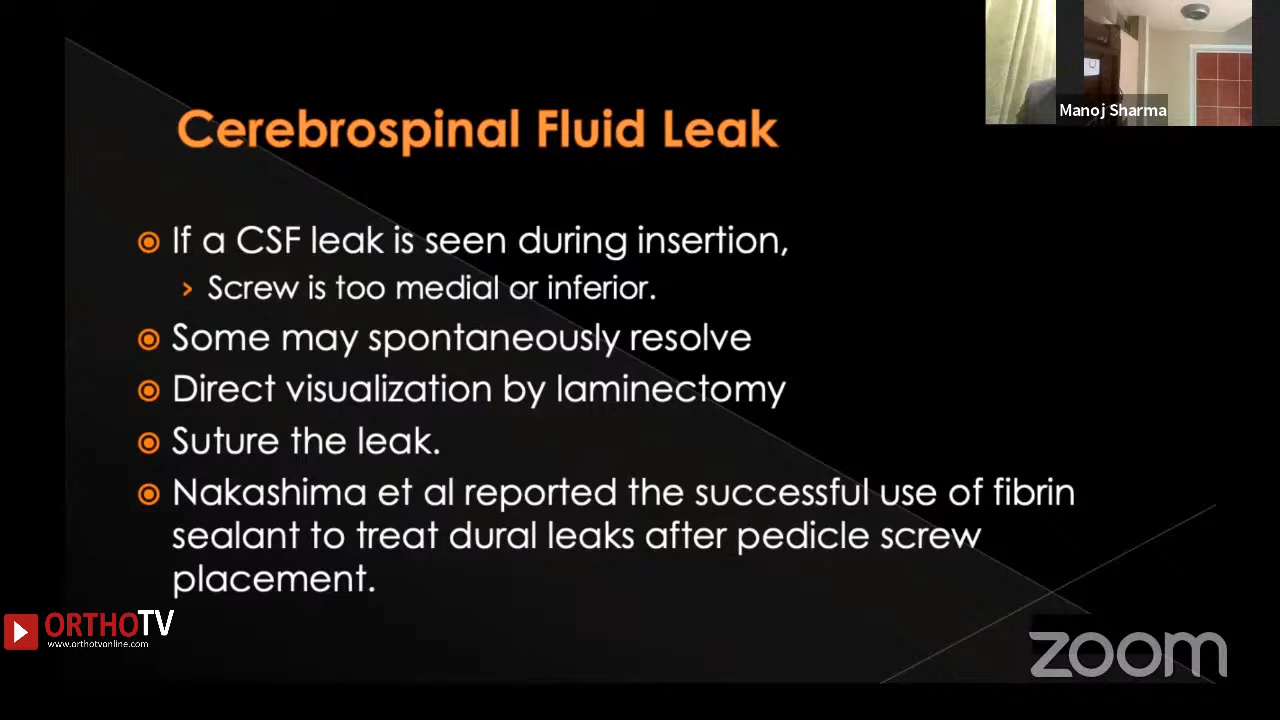 Manoj Sharma
Cerebrospinal Fluid Leak
If a CSF leak is seen during insertion,
Screw is too medial or inferior.
Some may spontaneously resolve
Direct visualization by laminectomy
Suture the leak.
Nakashima et al reported the successful use of fibrin
sealant to treat dural leaks after pedicle screw
placement.
ORTHOTV
www.orthotvonline.com
zoom